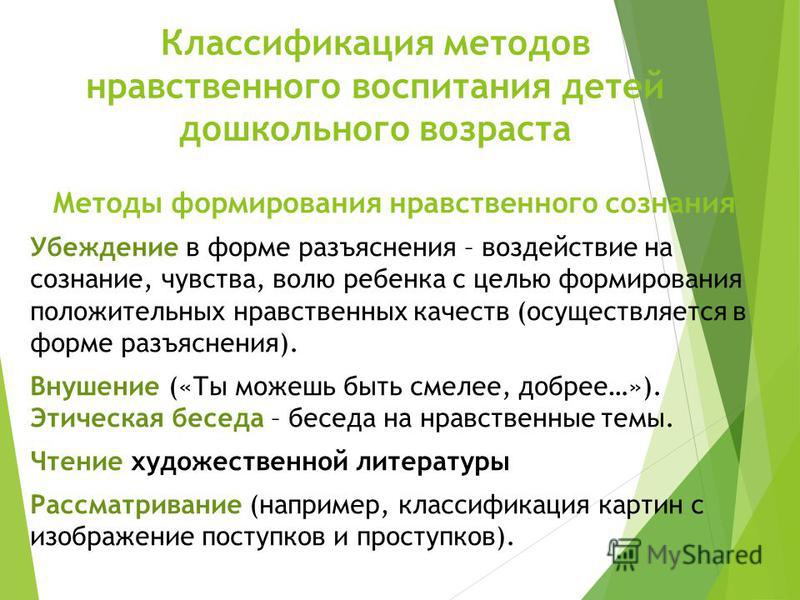 Классификация методов
нравственного воспитания детей
дошкольного возраста
Методы формирования нравственного сознания
Убеждение в форме разъяснения – воздействие на
сознание, чувства, волю ребенка с целью формирования
положительных нравственных качеств (осуществляется в
форме разъяснения).
Внушение («Ты можешь быть смелее, добрее…»).
Этическая беседа – беседа на нравственные темы.
Чтение художественной литературы
Рассматривание (например, классификация картин с
изображение поступков и проступков).
MyShared